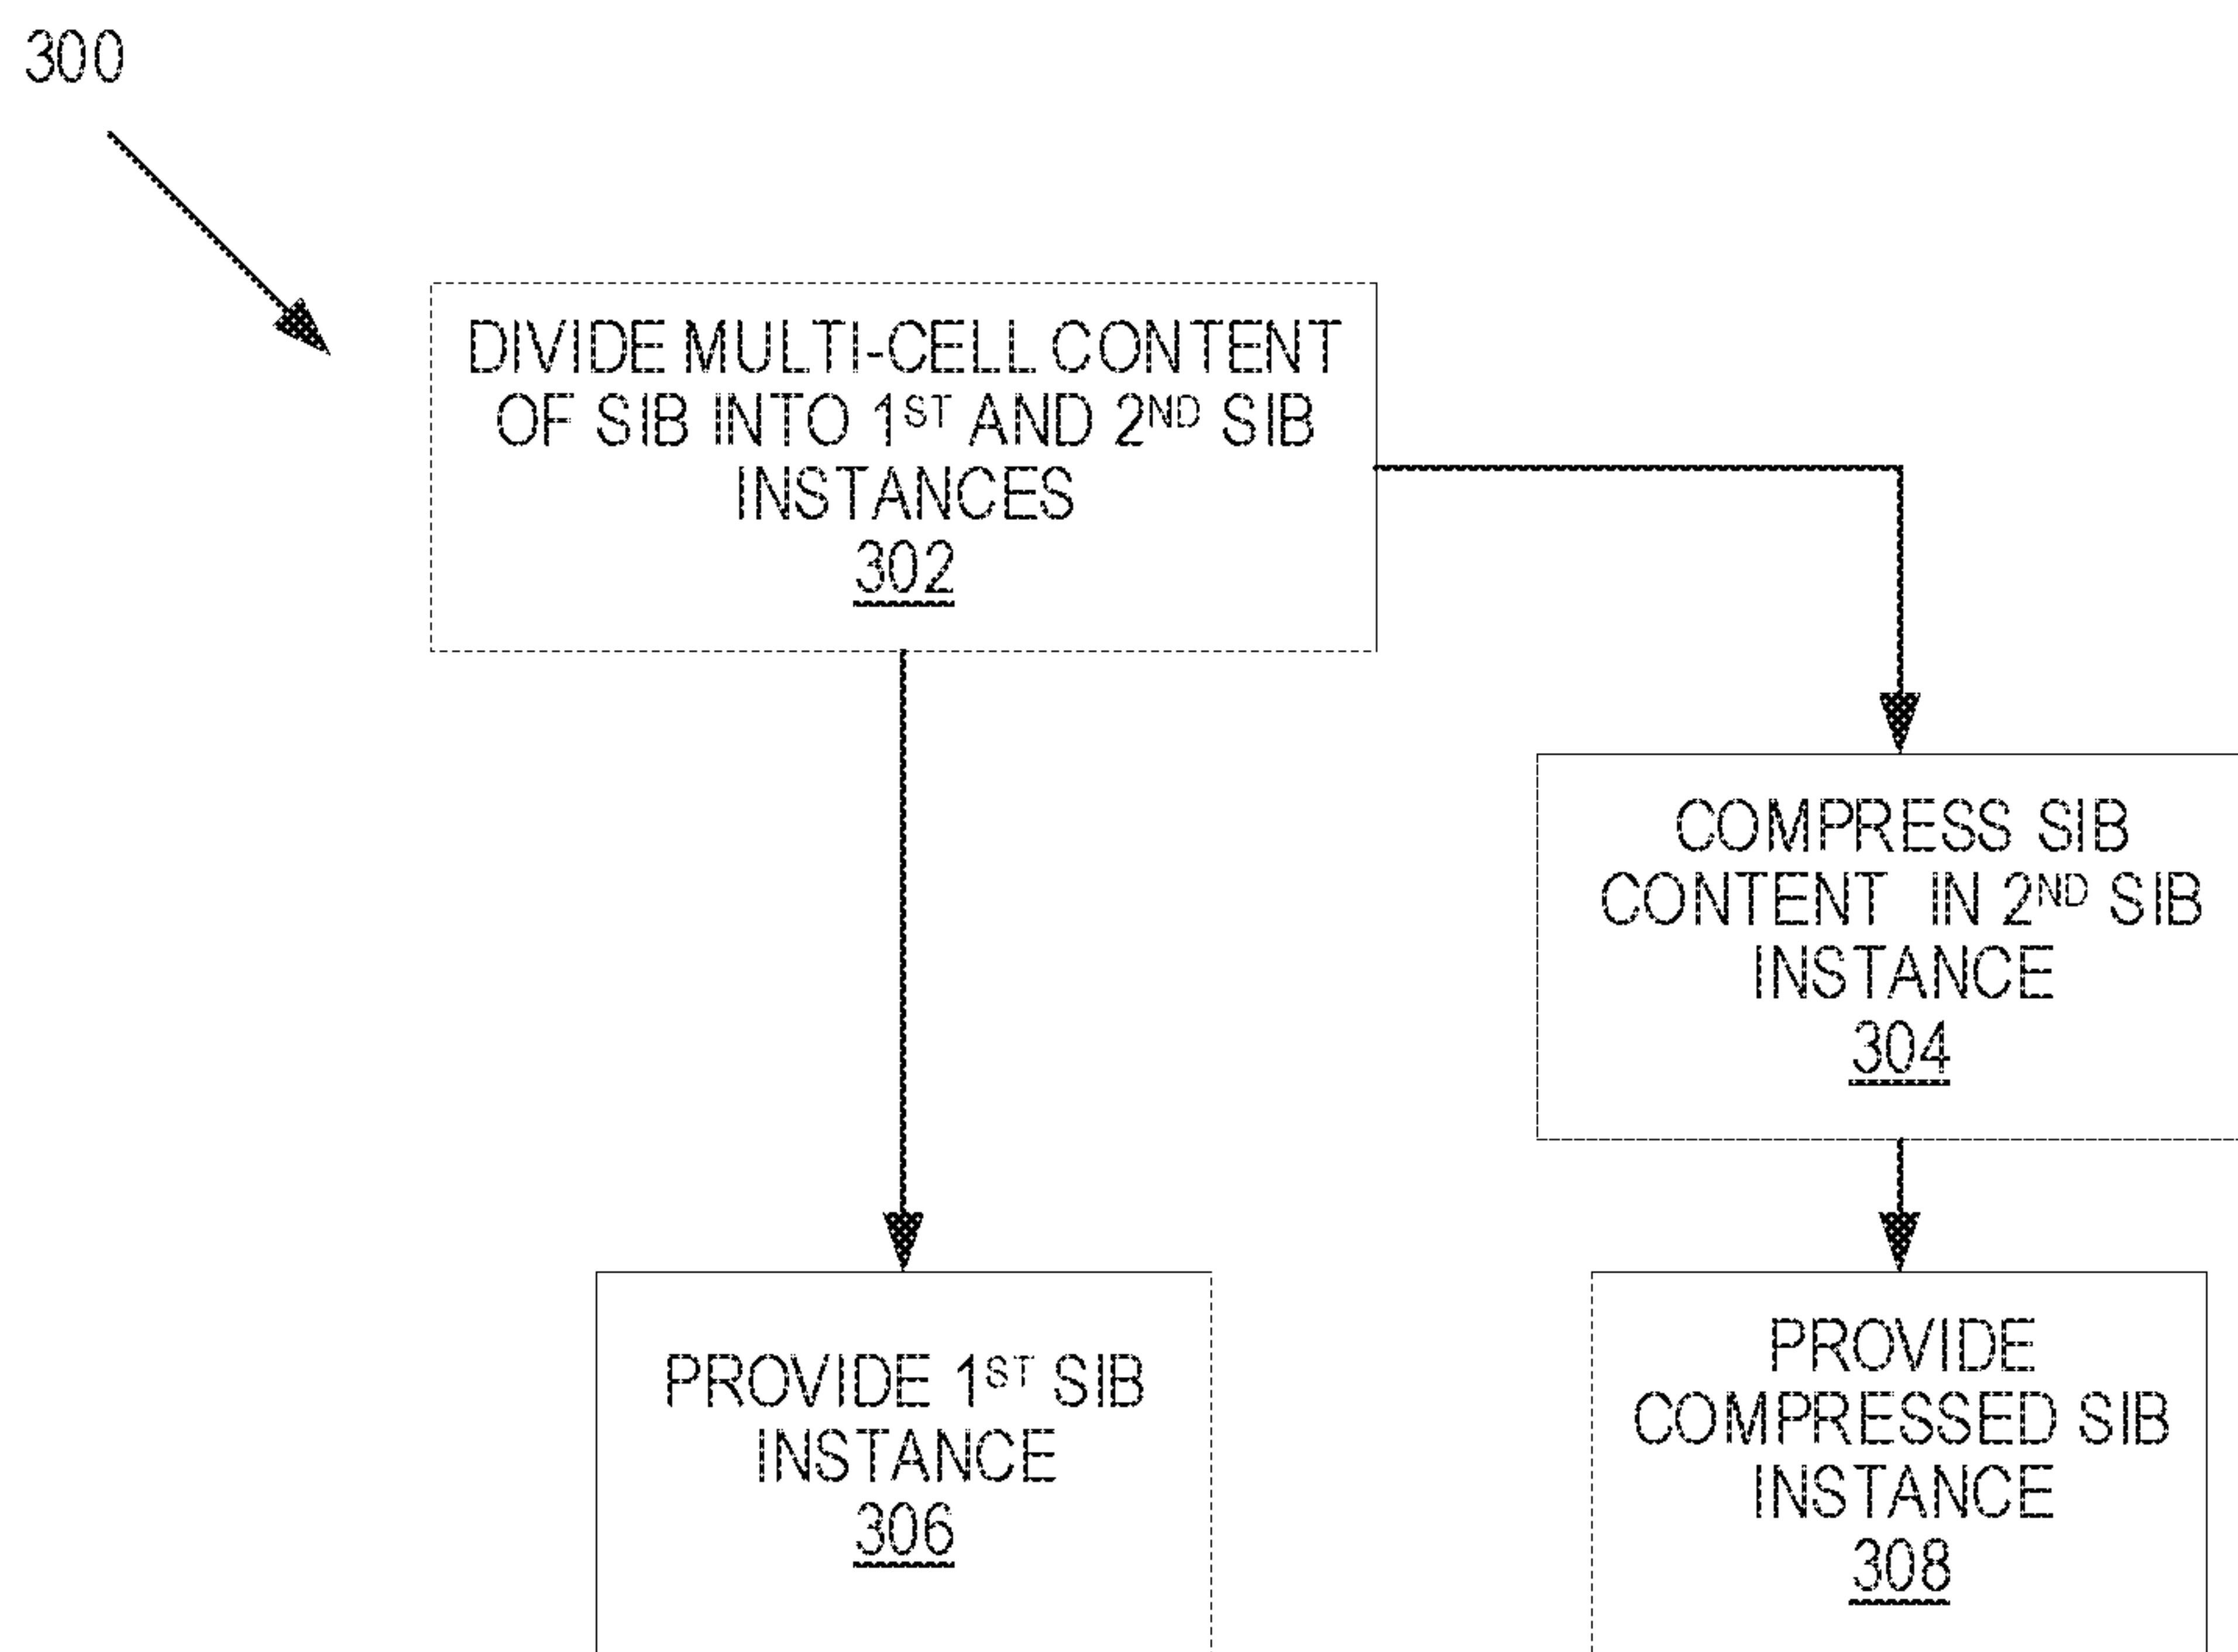 300
DIVIDE MULTI-CELL CONTENT
OF SIB INTO 1ST AND 2ND SIB
INSTANCES
302
COMPRESS SIB
CONTENT IN 2ND SIB
INSTANCE
304
PROVIDE 1ST SIB
INSTANCE
306
PROVIDE
COMPRESSED SIB
INSTANCE
308